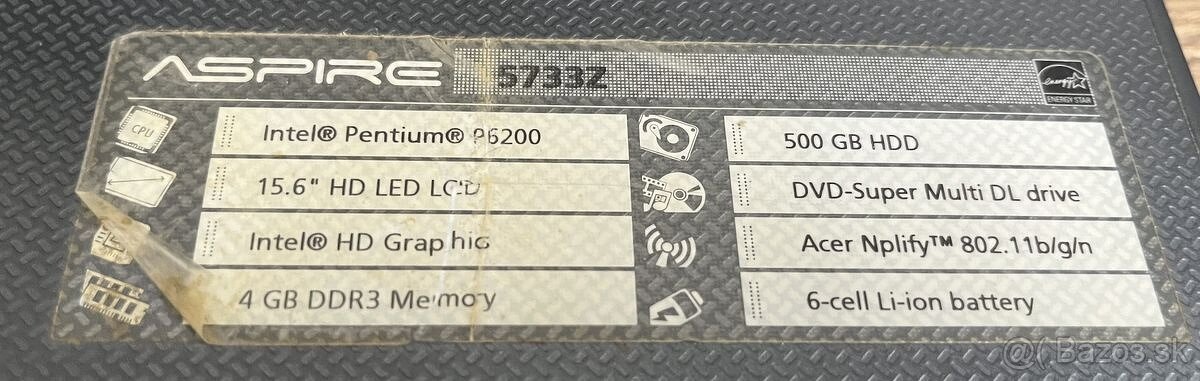 ASPIRE 5733Z
ENERGY STAR
CPU
Intel® Pentium® P6200
15.6" HD LED LCD
Intel® HD Graphic
4 GB DDR3 Memory
500 GB HDD
DVD-Super Multi DL drive
Acer Nplify™ 802.11b/g/n
6-cell Li-ion battery
@( Bazos.sk